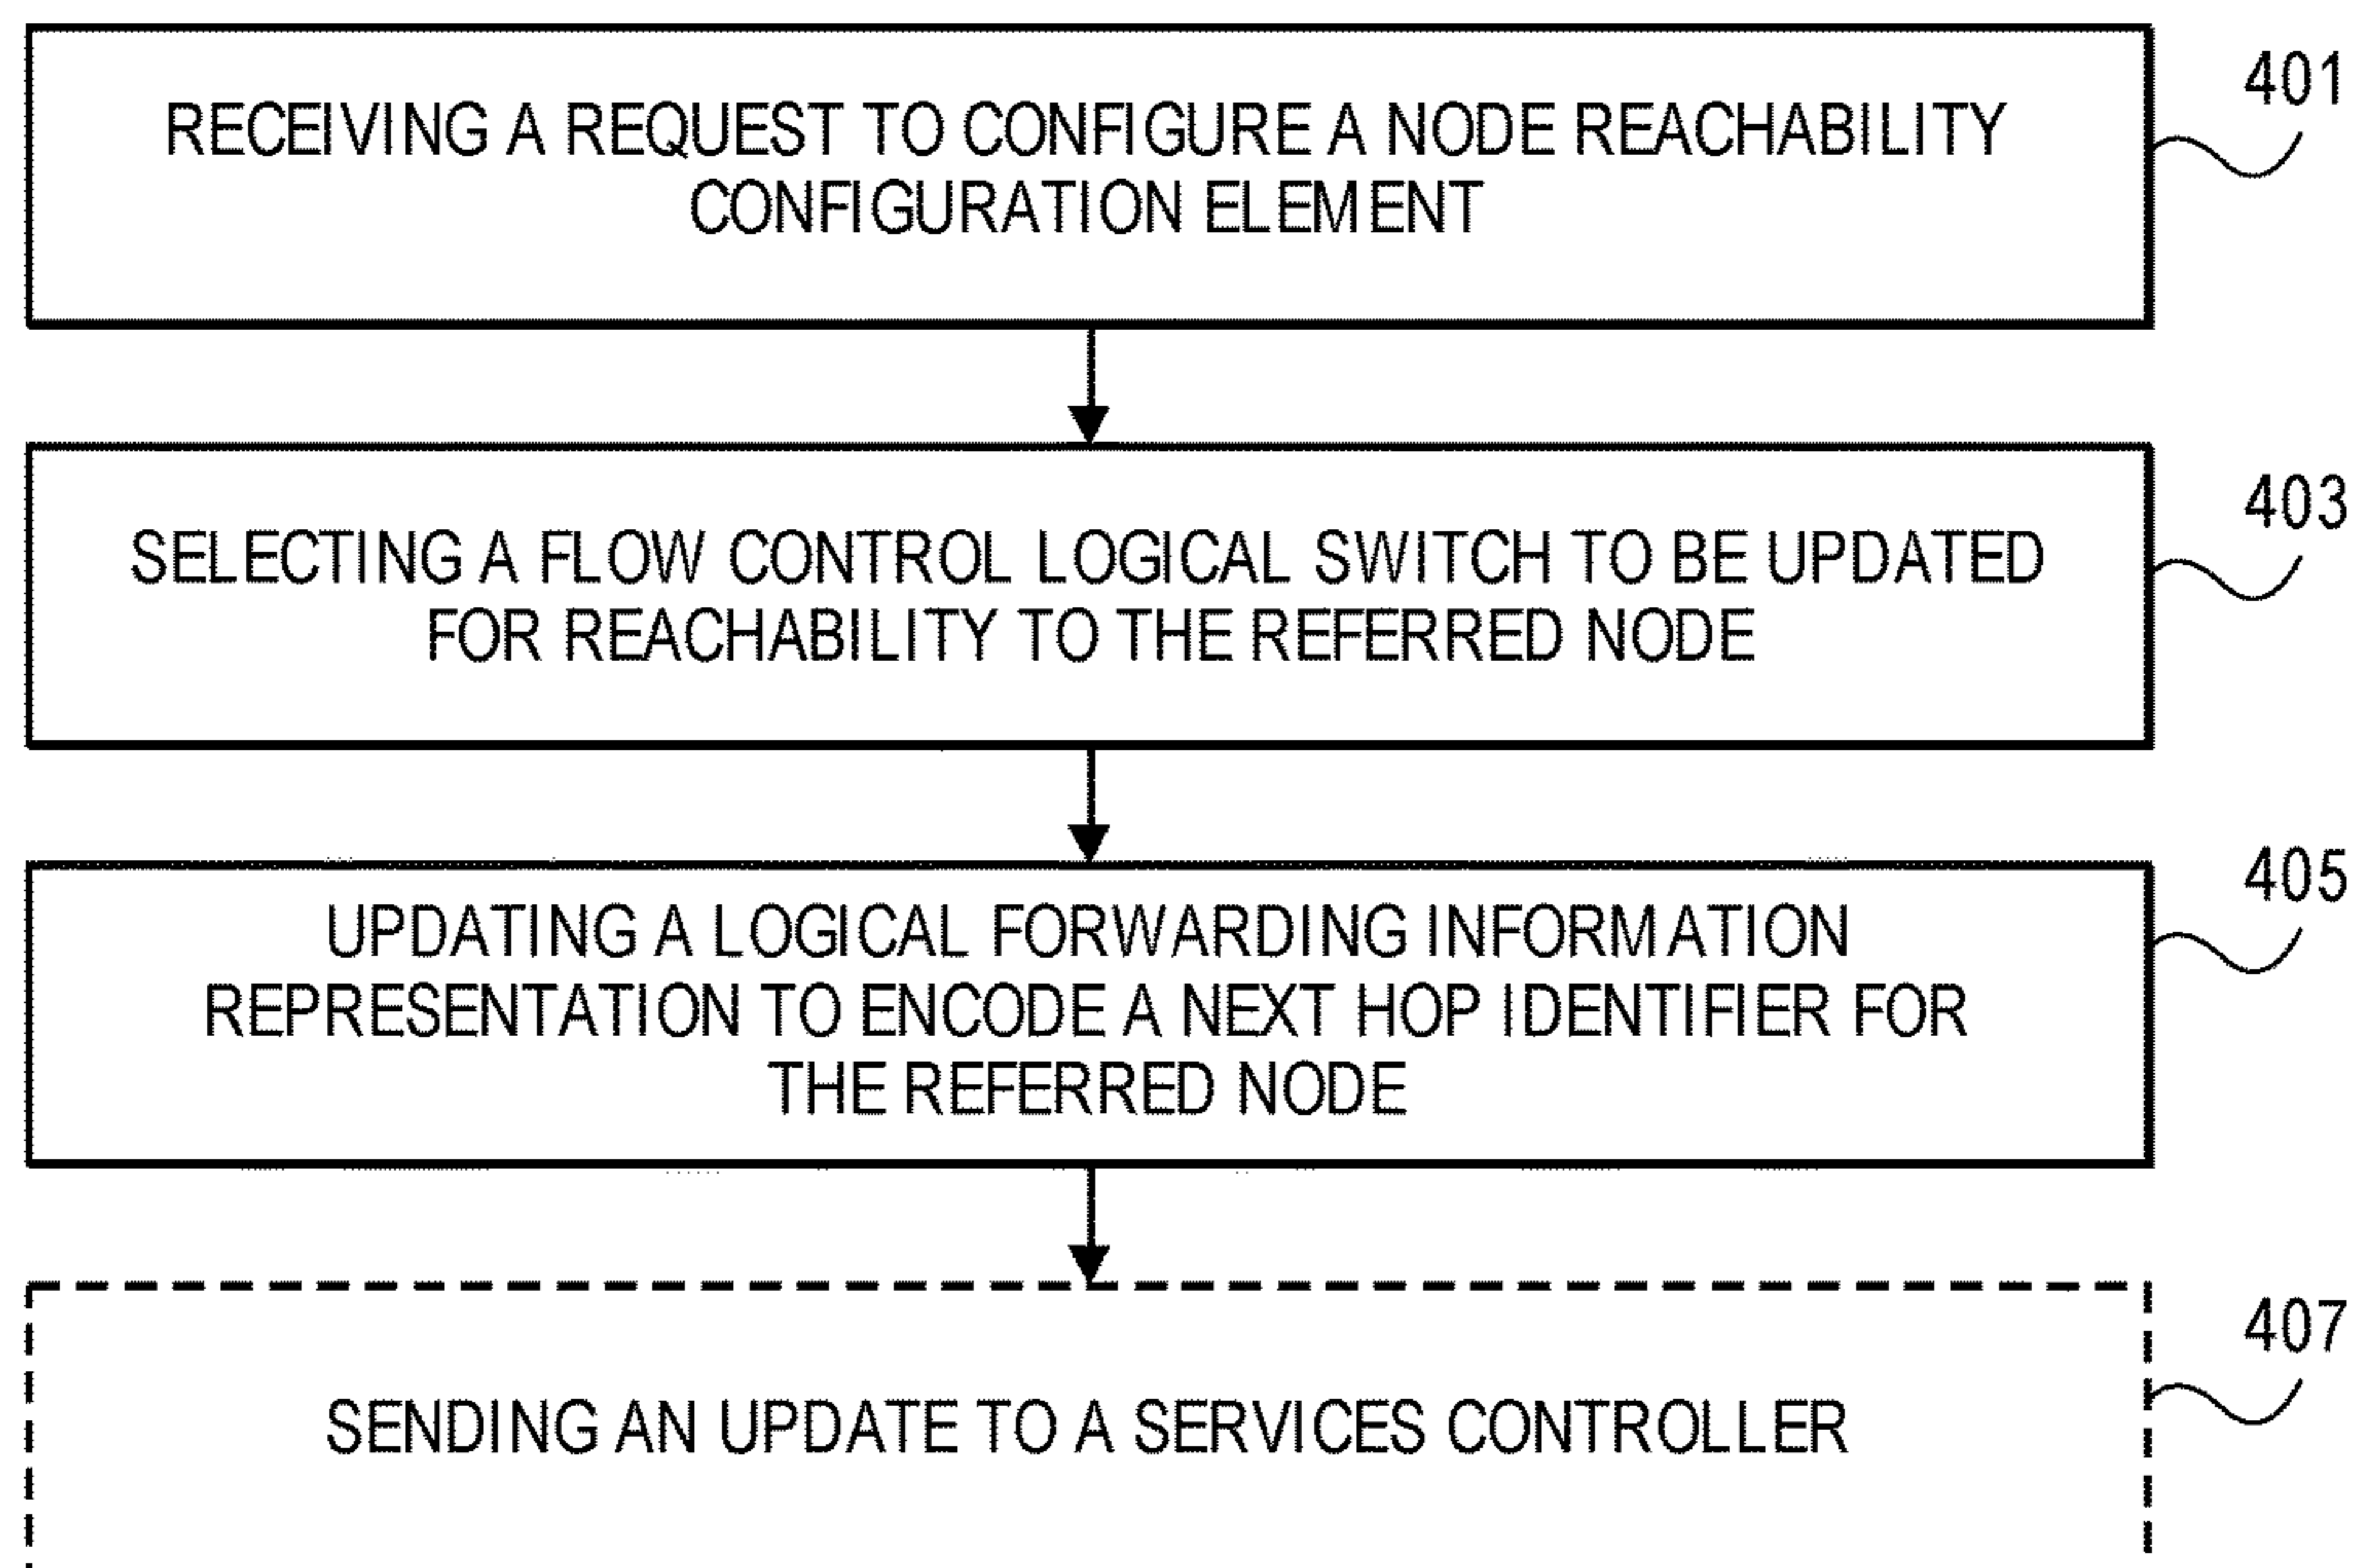 RECEIVING A REQUEST TO CONFIGURE A NODE REACHABILITY
CONFIGURATION ELEMENT
401
SELECTING A FLOW CONTROL LOGICAL SWITCH TO BE UPDATED
FOR REACHABILITY TO THE REFERRED NODE
403
UPDATING A LOGICAL FORWARDING INFORMATION
REPRESENTATION TO ENCODE A NEXT HOP IDENTIFIER FOR
THE REFERRED NODE
405
SENDING AN UPDATE TO A SERVICES CONTROLLER
407